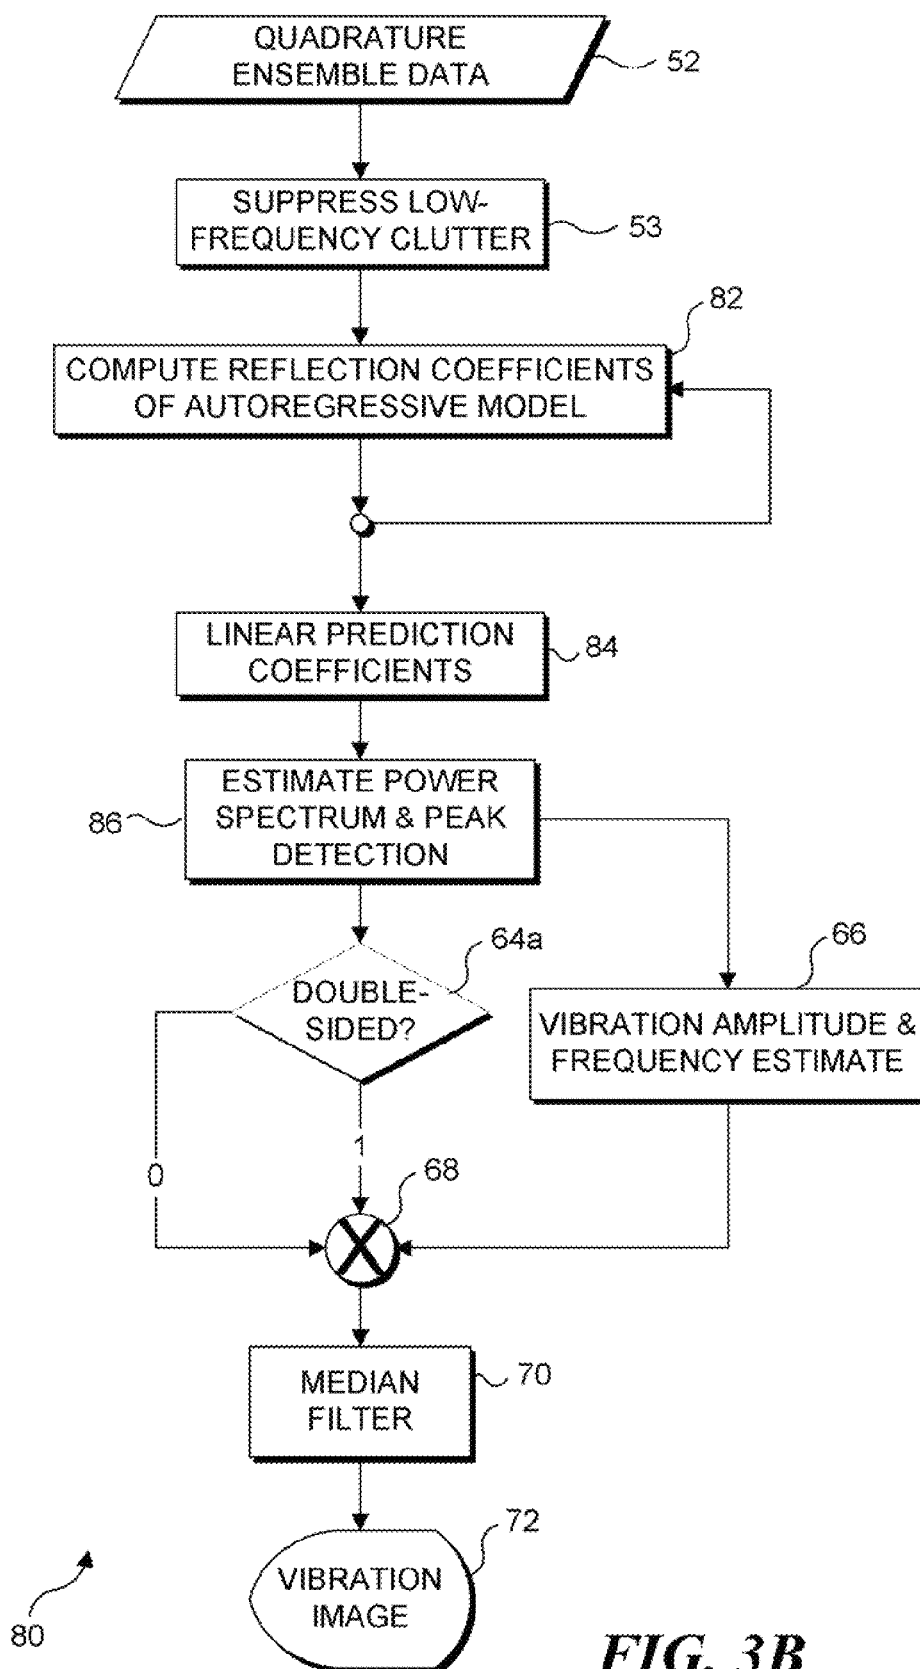 QUADRATURE
ENSEMBLE DATA
52
SUPPRESS LOW-
FREQUENCY CLUTTER
53
82
COMPUTE REFLECTION COEFFICIENTS
OF AUTOREGRESSIVE MODEL
LINEAR PREDICTION
COEFFICIENTS
84
ESTIMATE POWER
SPECTRUM & PEAK
DETECTION
86
64a
DOUBLE-
SIDED?
66
VIBRATION AMPLITUDE &
FREQUENCY ESTIMATE
0
1
68
MEDIAN
FILTER
70
72
VIBRATION
IMAGE
80
FIG. 3B